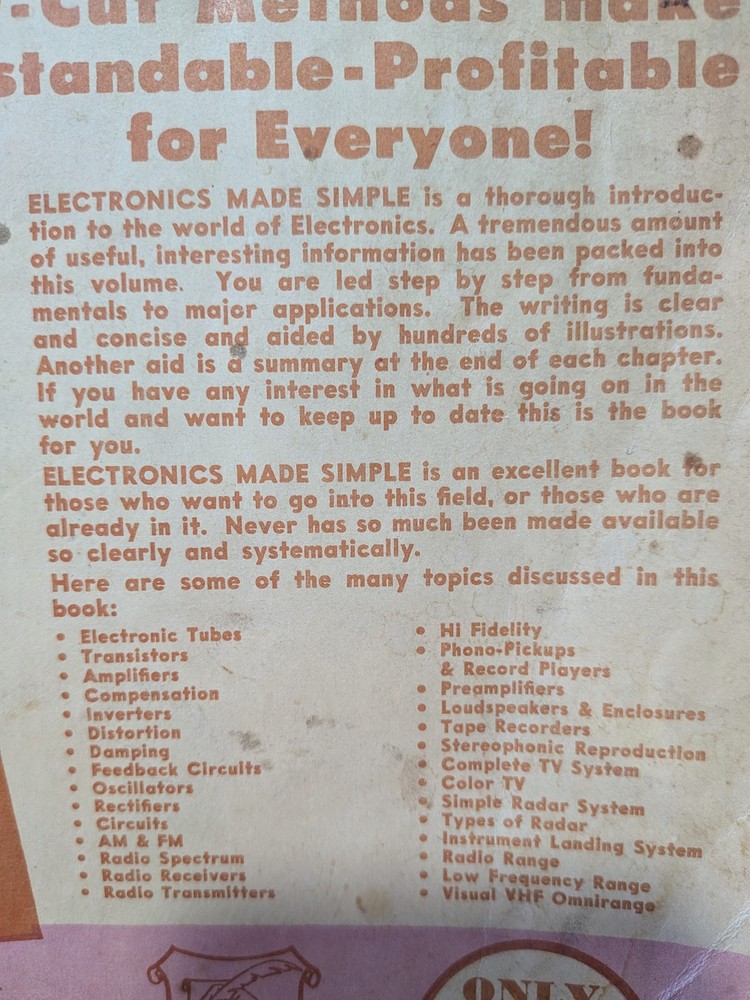 -Cut Methods make
standable-Profitable
for Everyone!
ELECTRONICS MADE SIMPLE is a thorough introduc-
tion to the world of Electronics. A tremendous amount
of useful, interesting information has been packed into
this volume. You are led step by step from funda-
mentals to major applications. The writing is clear
and concise and aided by hundreds of illustrations.
Another aid is a summary at the end of each chapter.
If you have any interest in what is going on in the
world and want to keep up to date this is the book
for you.
ELECTRONICS MADE SIMPLE is an excellent book for
those who want to go into this field, or those who are
already in it. Never has so much been made available
so clearly and systematically.
Here are some of the many topics discussed in this
book:
• Electronic Tubes
• Transistors
• Amplifiers
• Compensation
• Inverters
• Distortion
• Damping
• Feedback Circuits
• Oscillators
• Rectifiers
• Circuits
• AM & FM
• Radio Spectrum
• Radio Receivers
• Radio Transmitters
• Hi Fidelity
• Phono-Pickups
& Record Players
• Preamplifiers
• Loudspeakers & Enclosures
• Tape Recorders
• Stereophonic Reproduction
• Complete TV System
• Color TV
• Simple Radar System
• Types of Radar
• Instrument Landing System
• Radio Range
• Low Frequency Range
• Visual VHF Omnirange
ONLY